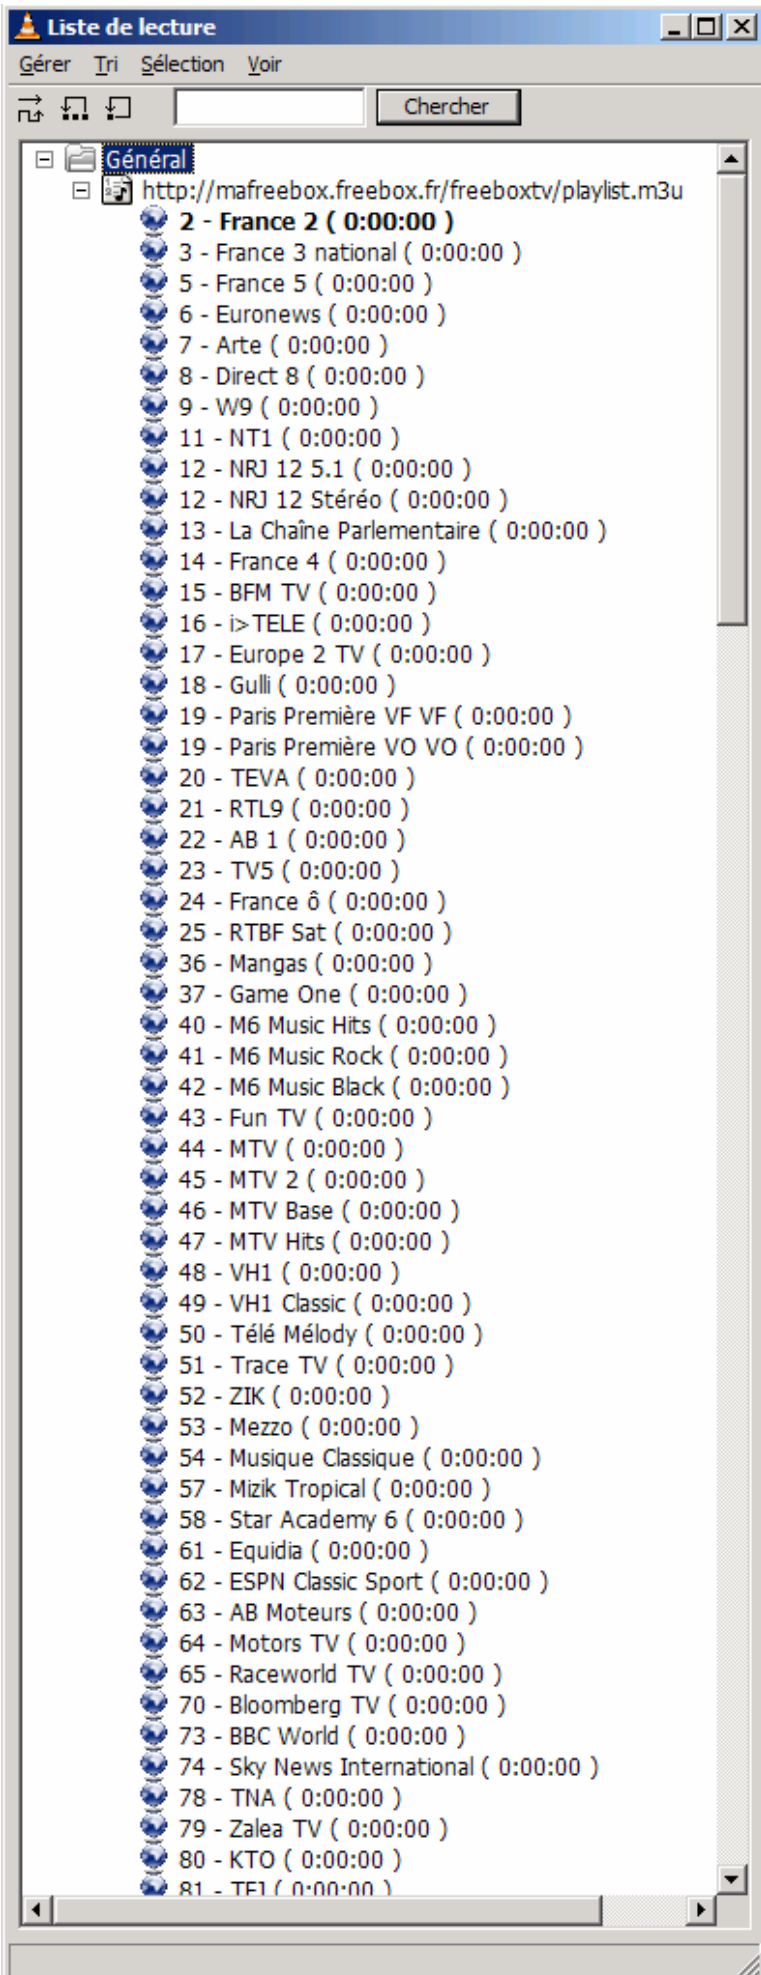 Liste de lecture
Gérer Tri Sélection Voir
Chercher
Général
http://mafreebox.freebox.fr/freeboxtv/playlist.m3u
2 - France 2 ( 0:00:00 )
3 - France 3 national ( 0:00:00 )
5 - France 5 ( 0:00:00 )
6 - Euronews ( 0:00:00 )
7 - Arte ( 0:00:00 )
8 - Direct 8 ( 0:00:00 )
9 - W9 ( 0:00:00 )
11 - NT1 ( 0:00:00 )
12 - NRJ 12 5.1 ( 0:00:00 )
12 - NRJ 12 Stéréo ( 0:00:00 )
13 - La Chaîne Parlementaire ( 0:00:00 )
14 - France 4 ( 0:00:00 )
15 - BFM TV ( 0:00:00 )
16 - i>TELE ( 0:00:00 )
17 - Europe 2 TV ( 0:00:00 )
18 - Gulli ( 0:00:00 )
19 - Paris Première VF VF ( 0:00:00 )
19 - Paris Première VO VO ( 0:00:00 )
20 - TEVA ( 0:00:00 )
21 - RTL9 ( 0:00:00 )
22 - AB 1 ( 0:00:00 )
23 - TV5 ( 0:00:00 )
24 - France ô ( 0:00:00 )
25 - RTBF Sat ( 0:00:00 )
36 - Mangas ( 0:00:00 )
37 - Game One ( 0:00:00 )
40 - M6 Music Hits ( 0:00:00 )
41 - M6 Music Rock ( 0:00:00 )
42 - M6 Music Black ( 0:00:00 )
43 - Fun TV ( 0:00:00 )
44 - MTV ( 0:00:00 )
45 - MTV 2 ( 0:00:00 )
46 - MTV Base ( 0:00:00 )
47 - MTV Hits ( 0:00:00 )
48 - VH1 ( 0:00:00 )
49 - VH1 Classic ( 0:00:00 )
50 - Télé Mélody ( 0:00:00 )
51 - Trace TV ( 0:00:00 )
52 - ZIK ( 0:00:00 )
53 - Mezzo ( 0:00:00 )
54 - Musique Classique ( 0:00:00 )
57 - Mizik Tropical ( 0:00:00 )
58 - Star Academy 6 ( 0:00:00 )
61 - Equidia ( 0:00:00 )
62 - ESPN Classic Sport ( 0:00:00 )
63 - AB Moteurs ( 0:00:00 )
64 - Motors TV ( 0:00:00 )
65 - Raceworld TV ( 0:00:00 )
70 - Bloomberg TV ( 0:00:00 )
73 - BBC World ( 0:00:00 )
74 - Sky News International ( 0:00:00 )
78 - TNA ( 0:00:00 )
79 - Zalea TV ( 0:00:00 )
80 - KTO ( 0:00:00 )
81 - ( 0:00:00 )